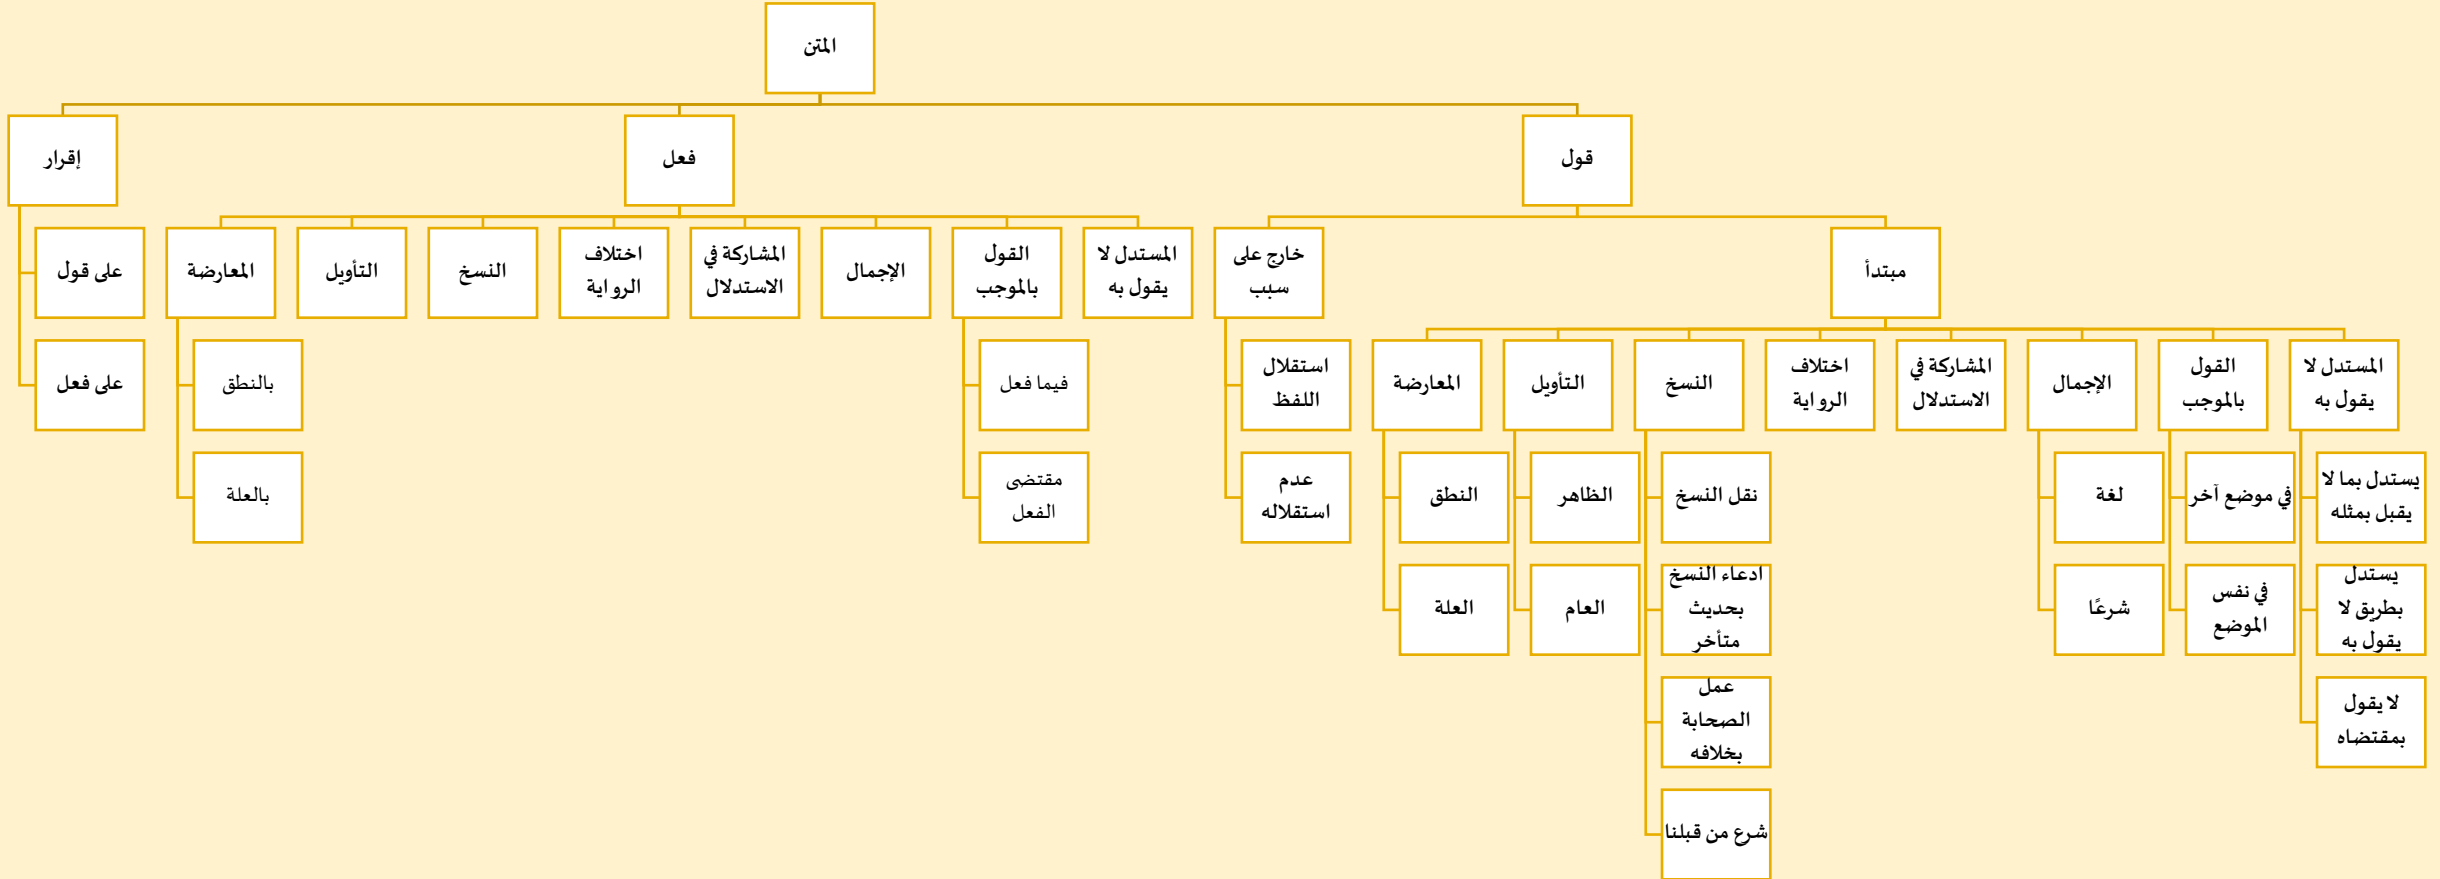 المتن
قول
فعل
إقرار
مبتدأ
خارج على
سبب
المستدل لا
يقول به
القول
بالموجب
الإجمال
المشاركة في
الاستدلال
اختلاف
الرواية
النسخ
التأويل
المعارضة
على قول
على فعل
المستدل لا
يقول به
القول
بالموجب
الإجمال
المشاركة في
الاستدلال
اختلاف
الرواية
النسخ
التأويل
المعارضة
استقلال
اللفظ
عدم
استقلاله
فيما فعل
مقتضى
الفعل
بالنطق
بالعلة
يستدل بما لا
يقبل بمثله
يستدل
بطريق لا
يقول به
لا يقول
بمقتضاه
في موضع آخر
في نفس
الموضع
لغة
شرعًا
نقل النسخ
ادعاء النسخ
بحديث
متأخر
عمل
الصحابة
بخلافه
شرع من قبلنا
الظاهر
العام
النطق
العلة